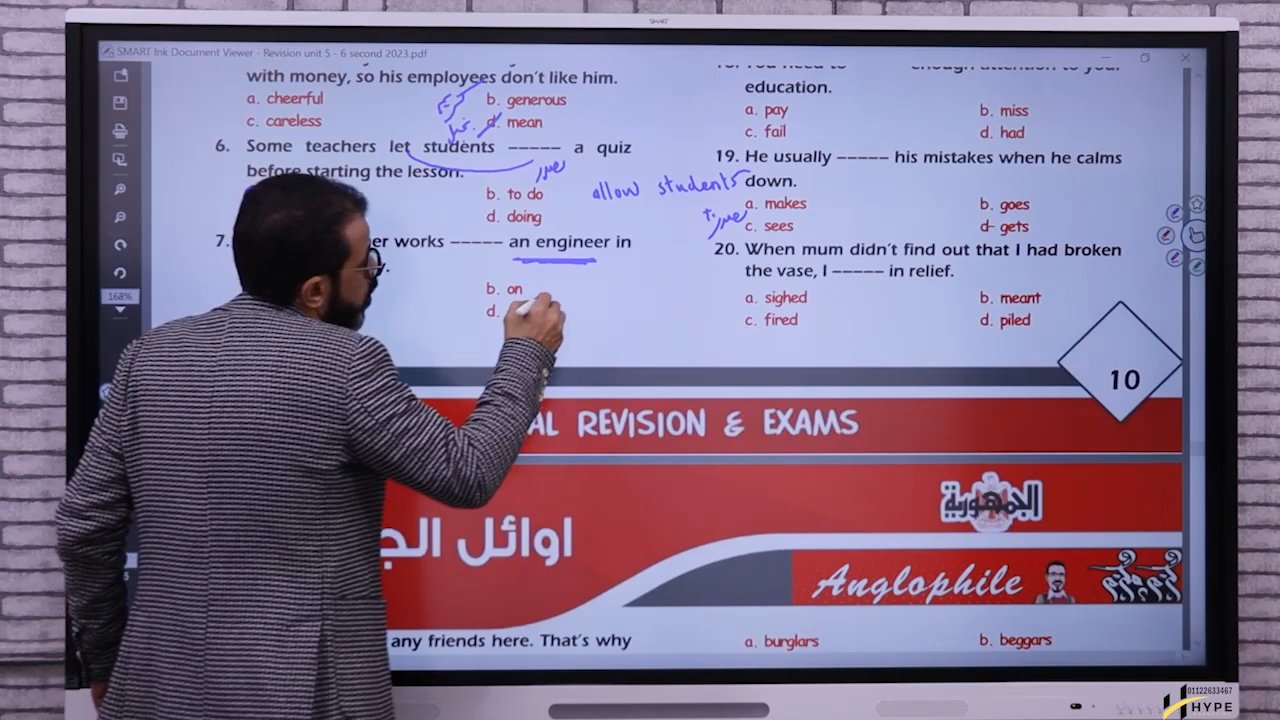 SMART
SMART Ink Document Viewer - Revision unit 5 - 6 second 2023.pdf
with money, so his employees don't like him.
a. cheerful
b. generous
c. careless
d. mean
6. Some teachers let students ----- a quiz
before starting the lesson.
b. to do
d. doing
allow students
مصدر
7.
er works ----- an engineer in
b. on
d.
168%
education.
a. pay
b. miss
c. fail
d. had
19. He usually ----- his mistakes when he calms
down.
a. makes
b. goes
c. sees
d- gets
20. When mum didn't find out that I had broken
the vase, I ----- in relief.
a. sighed
b. meant
c. fired
d. piled
10
AL REVISION & EXAMS
الجمهورية
اوائل الج
Anglophile
any friends here. That's why
a. burglars
b. beggars
01122633467
HYPE